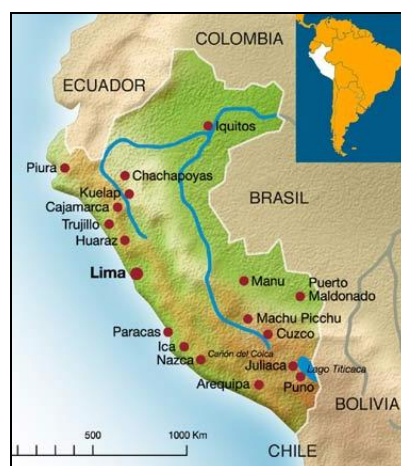 COLOMBIA
ECUADOR
Iquitos
Piura
Chachapoyas
Kuelap
Cajamarca
Trujillo
Huaraz
BRASIL
Lima
Manu
Puerto
Maldonado
Machu Picchu
Paracas
Cuzco
Ica
Nazca
Cañón del Colca
Juliaca
Lago Titicaca
Arequipa
Puno
BOLIVIA
500
1000 Km
CHILE